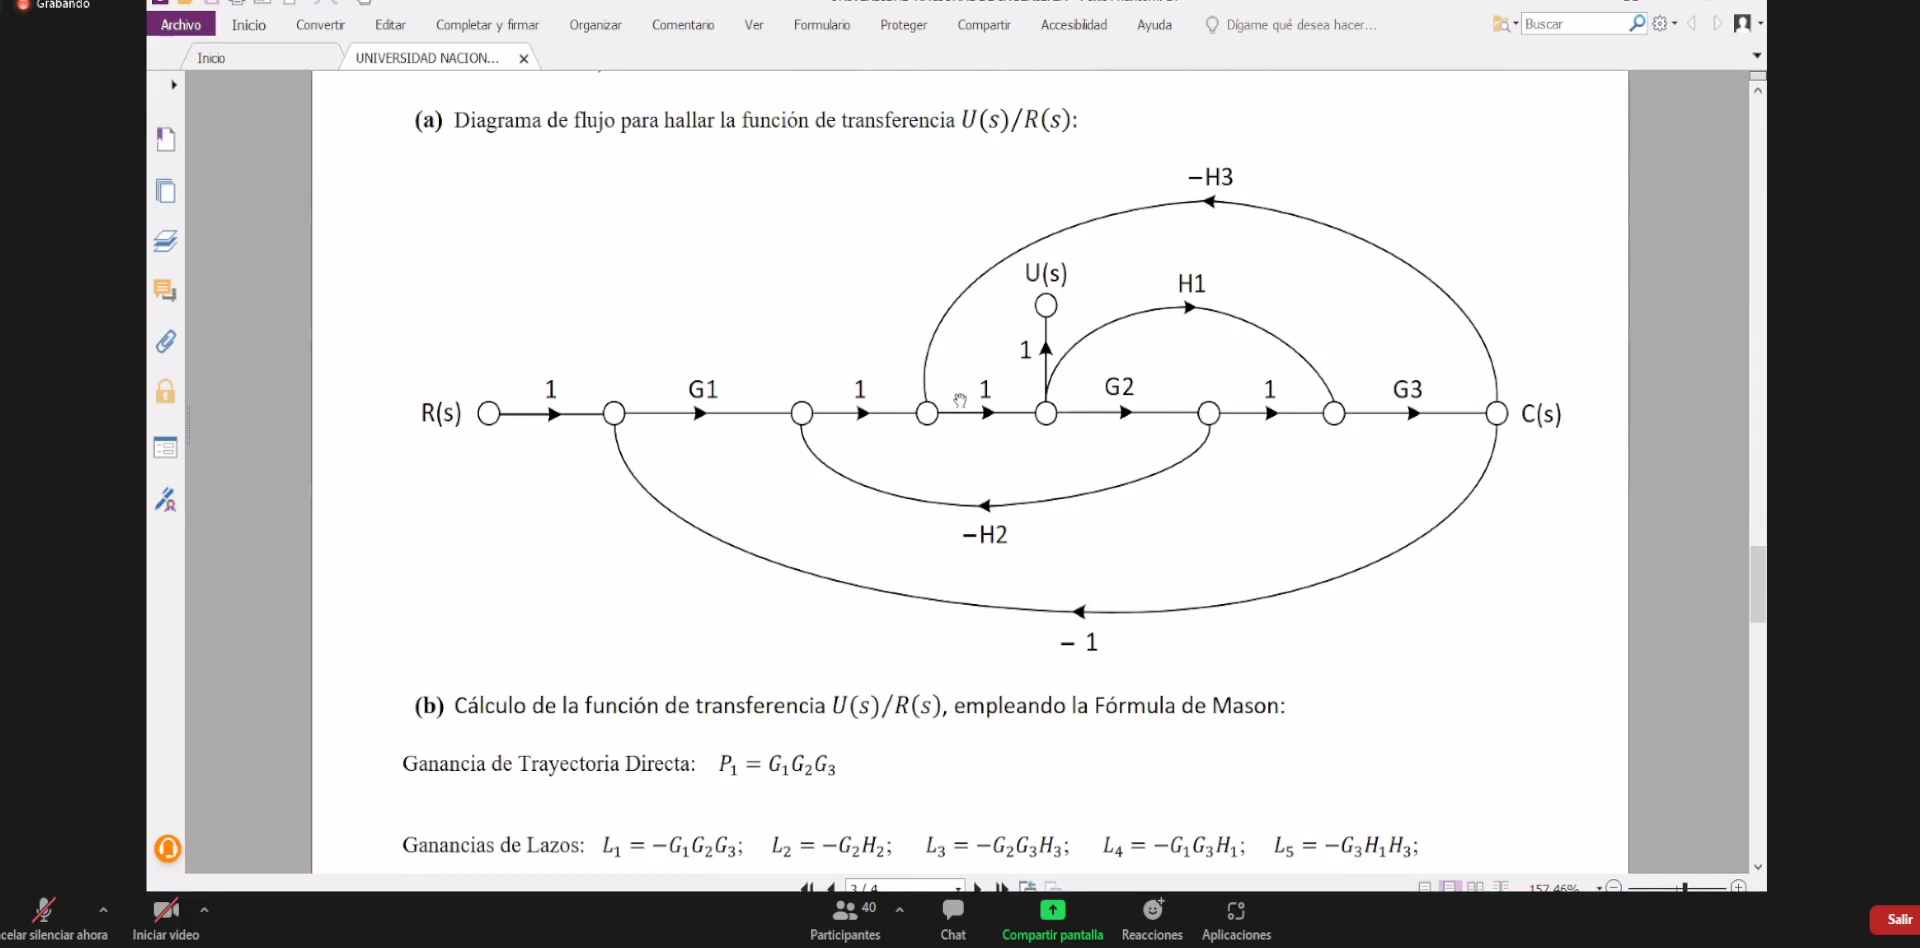 Grabando
Archivo Inicio Convertir Editar Completar y firmar Organizar Comentario Ver Formulario Proteger Compartir Accesibilidad Ayuda Dígame qué desea hacer... Buscar
Inicio UNIVERSIDAD NACION...
(a) Diagrama de flujo para hallar la función de transferencia U(s)/R(s):
−H3
U(s)
H1
1
1 G1 1 1 G2 1 G3
R(s) C(s)
−H2
− 1
(b) Cálculo de la función de transferencia U(s)/R(s), empleando la Fórmula de Mason:
Ganancia de Trayectoria Directa: P₁ = G₁G₂G₃
Ganancias de Lazos: L₁ = −G₁G₂G₃; L₂ = −G₂H₂; L₃ = −G₂G₃H₃; L₄ = −G₁G₃H₁; L₅ = −G₃H₁H₃;
3 / 4 157.46%
40
celar silenciar ahora Iniciar video Participantes Chat Compartir pantalla Reacciones Aplicaciones Salir